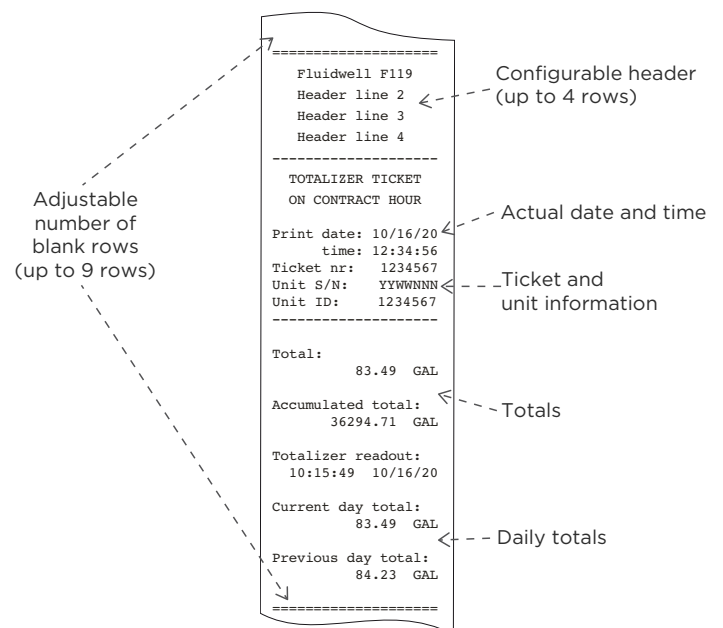 =====================
Fluidwell F119
Header line 2
Header line 3
Header line 4
---------------------
TOTALIZER TICKET
ON CONTRACT HOUR
Print date: 10/16/20
time: 12:34:56
Ticket nr: 1234567
Unit S/N: YYWWNNN
Unit ID: 1234567
---------------------
Total:
83.49 GAL
Accumulated total:
36294.71 GAL
Totalizer readout:
10:15:49 10/16/20
Current day total:
83.49 GAL
Previous day total:
84.23 GAL
=====================
Adjustable
number of
blank rows
(up to 9 rows)
Configurable header
(up to 4 rows)
Actual date and time
Ticket and
unit information
Totals
Daily totals